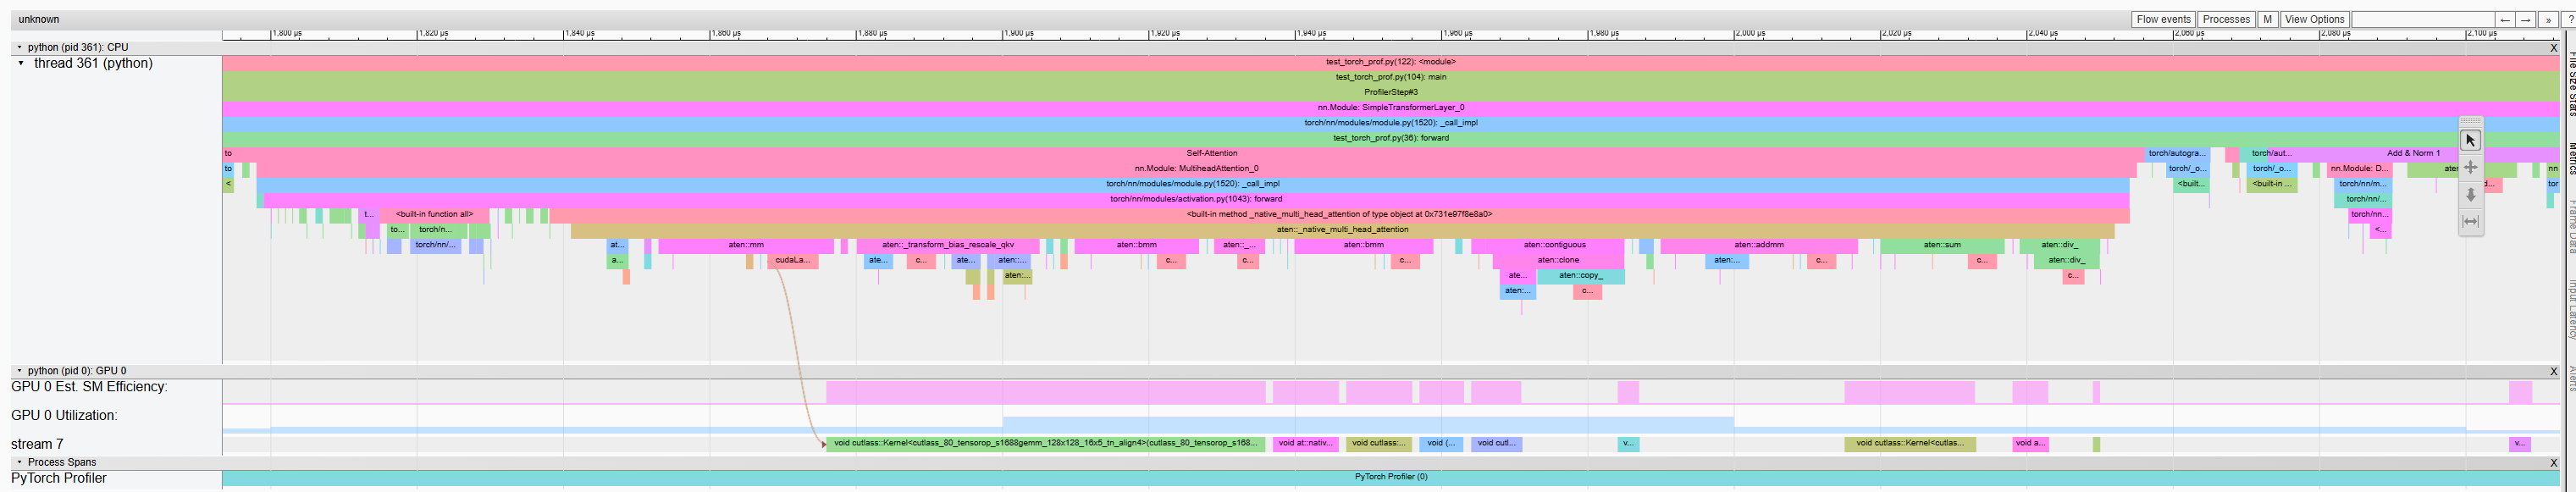 unknown
Flow events Processes M View Options ← → » ?
1,800 µs 1,820 µs 1,840 µs 1,860 µs 1,880 µs 1,900 µs 1,920 µs 1,940 µs 1,960 µs 1,980 µs 2,000 µs 2,020 µs 2,040 µs 2,060 µs 2,080 µs 2,100 µs
python (pid 361): CPU X
thread 361 (python)
test_torch_prof.py(122): <module>
test_torch_prof.py(104): main
ProfilerStep#3
nn.Module: SimpleTransformerLayer_0
torch/nn/modules/module.py(1520): _call_impl
test_torch_prof.py(36): forward
to Self-Attention torch/autogra... torch/aut... Add & Norm 1
to nn.Module: MultiheadAttention_0 torch/_o... torch/_o... nn.Module: D... ater nn
< torch/nn/modules/module.py(1520): _call_impl <built... <built-in ... torch/nn/m... d... tor
torch/nn/modules/activation.py(1043): forward torch/nn/...
t... <built-in function all> <built-in method _native_multi_head_attention of type object at 0x731e97f8e8a0> torch/nn...
to... torch/n... aten::_native_multi_head_attention <...
torch/nn/... at... aten::mm aten::_transform_bias_rescale_qkv aten::bmm aten::_... aten::bmm aten::contiguous aten::addmm aten::sum aten::div_
a... cudaLa... ate... c... ate... aten::... c... c... c... aten::clone aten:... c... c... aten::div_
aten:... ate... aten::copy_ c...
aten:... c...
python (pid 0): GPU 0 X
GPU 0 Est. SM Efficiency:
GPU 0 Utilization:
stream 7 void cutlass::Kernel<cutlass_80_tensorop_s1688gemm_128x128_16x5_tn_align4>(cutlass_80_tensorop_s168... void at::nativ... void cutlass:... void (... void cutl... v... void cutlass::Kernel<cutlas... void a... v...
Process Spans X
PyTorch Profiler PyTorch Profiler (0)
File Size Stats
Metrics
Frame Data
Input Latency
Alerts